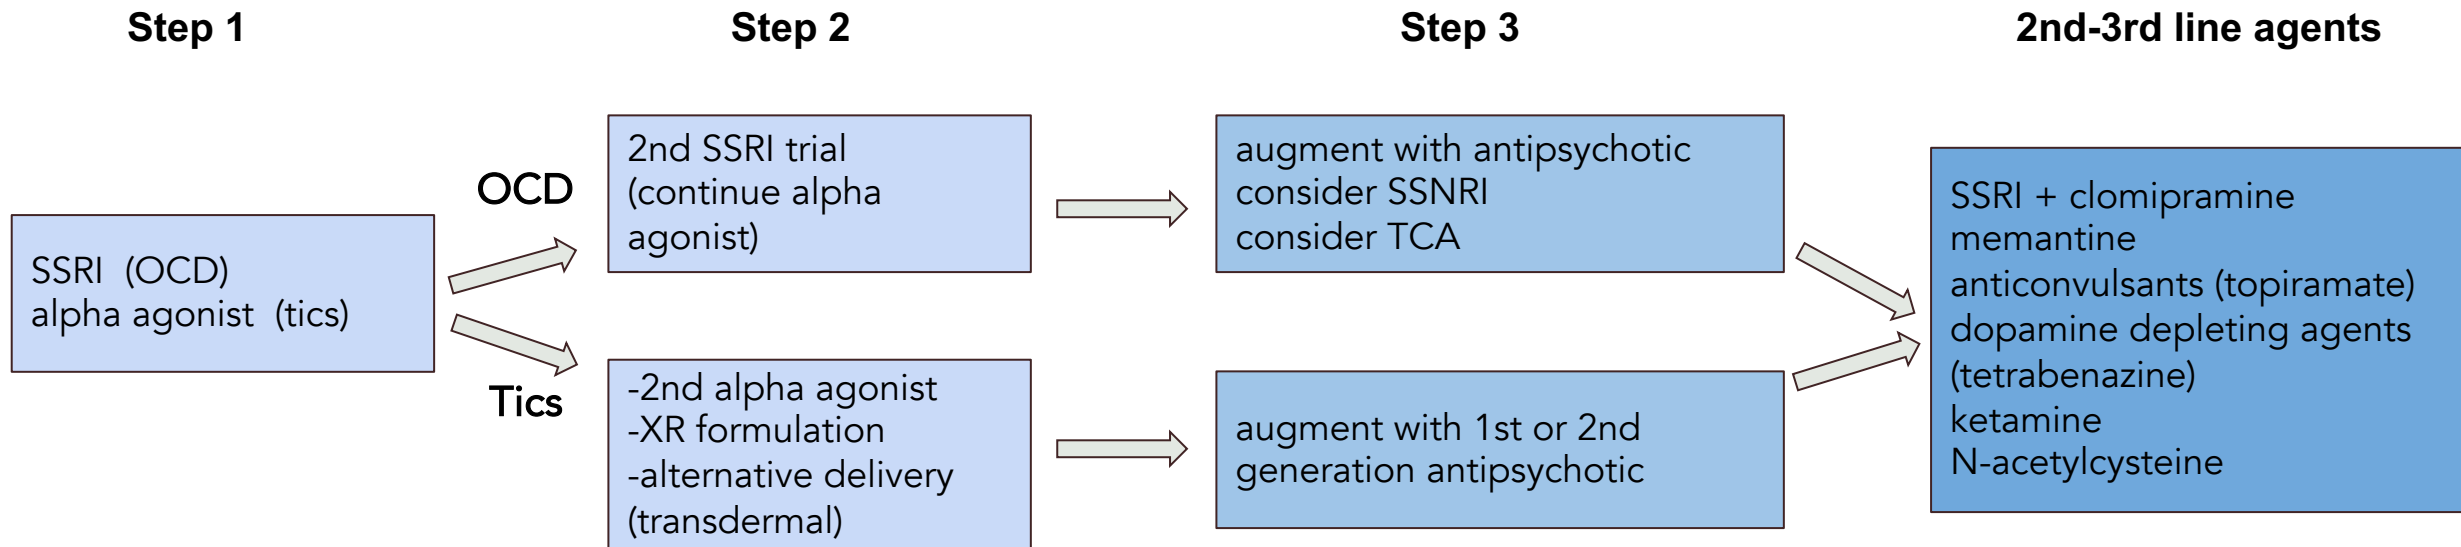 Step 1
Step 2
Step 3
2nd-3rd line agents
SSRI (OCD)
alpha agonist (tics)
OCD
Tics
2nd SSRI trial
(continue alpha
agonist)
-2nd alpha agonist
-XR formulation
-alternative delivery
(transdermal)
augment with antipsychotic
consider SSNRI
consider TCA
augment with 1st or 2nd
generation antipsychotic
SSRI + clomipramine
memantine
anticonvulsants (topiramate)
dopamine depleting agents
(tetrabenazine)
ketamine
N-acetylcysteine